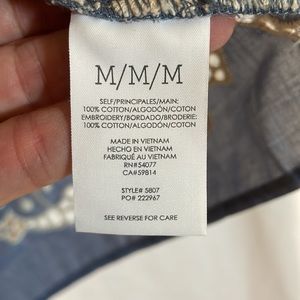 M/M/M
SELF/PRINCIPALES/MAIN:
100% COTTON/ALGODÓN/COTON
EMBROIDERY/BORDADO/BRODERIE:
100% COTTON/ALGODÓN/COTON
MADE IN VIETNAM
HECHO EN VIETNAM
FABRIQUÉ AU VIETNAM
RN#54077
CA#59814
STYLE# 5807
PO# 222967
SEE REVERSE FOR CARE